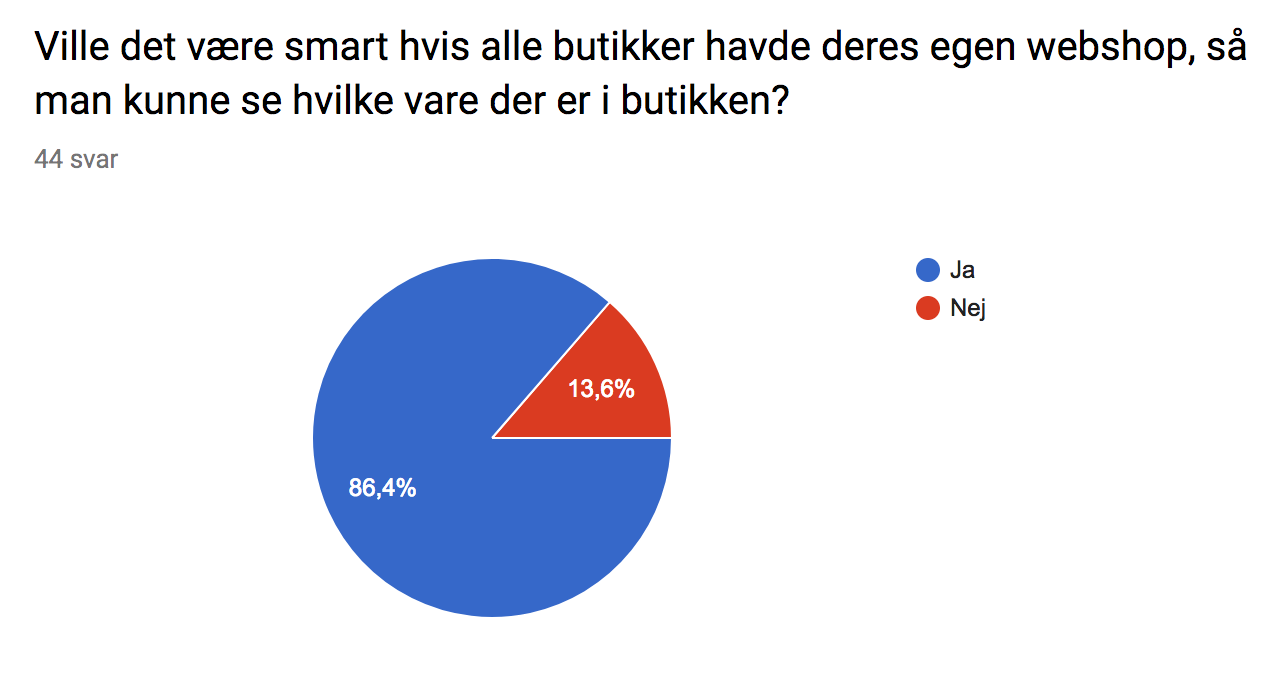 Ville det være smart hvis alle butikker havde deres egen webshop, så
man kunne se hvilke vare der er i butikken?
44 svar
Ja
Nej
13,6%
86,4%